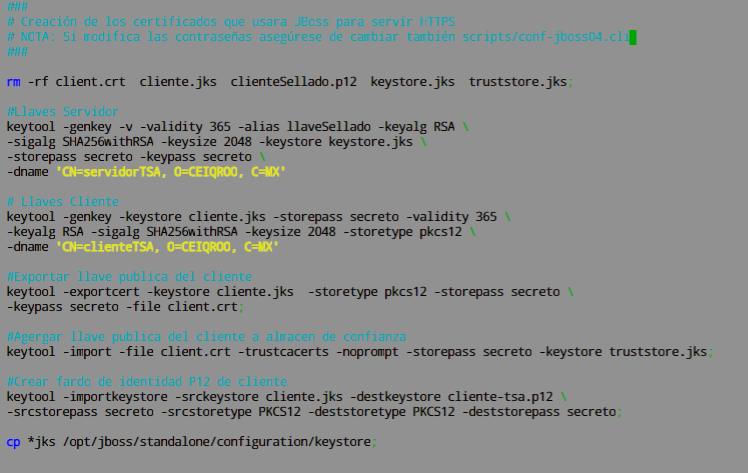 ###
# Creación de los certificados que usara JBoss para servir HTTPS
# NOTA: Si modifica las contraseñas asegúrese de cambiar también scripts/conf-jboss04.cli
###
rm -rf client.crt  cliente.jks  clienteSellado.p12  keystore.jks  truststore.jks;
#Llaves Servidor
keytool -genkey -v -validity 365 -alias llaveSellado -keyalg RSA \
-sigalg SHA256withRSA -keysize 2048 -keystore keystore.jks \
-storepass secreto -keypass secreto \
-dname 'CN=servidorTSA, O=CEIQROO, C=MX'
# Llaves Cliente
keytool -genkey -keystore cliente.jks -storepass secreto -validity 365 \
-keyalg RSA -sigalg SHA256withRSA -keysize 2048 -storetype pkcs12 \
-dname 'CN=clienteTSA, O=CEIQROO, C=MX'
#Exportar llave publica del cliente
keytool -exportcert -keystore cliente.jks  -storetype pkcs12 -storepass secreto \
-keypass secreto -file client.crt;
#Agergar llave publica del cliente a almacen de confianza
keytool -import -file client.crt -trustcacerts -noprompt -storepass secreto -keystore truststore.jks;
#Crear fardo de identidad P12 de cliente
keytool -importkeystore -srckeystore cliente.jks -destkeystore cliente-tsa.p12 \
-srcstorepass secreto -srcstoretype PKCS12 -deststoretype PKCS12 -deststorepass secreto;
cp *jks /opt/jboss/standalone/configuration/keystore;